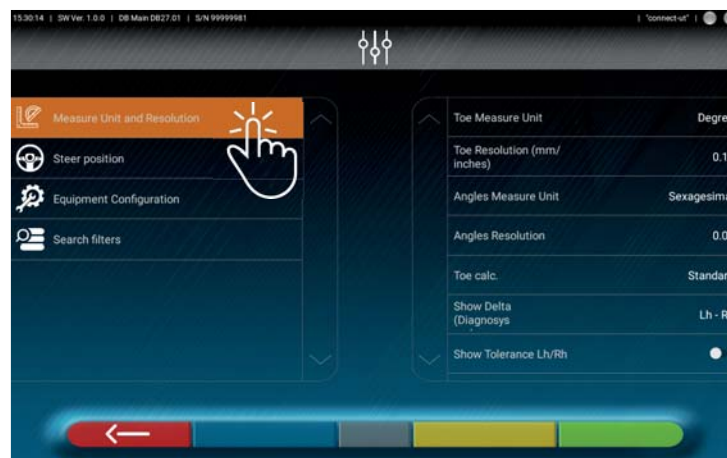 15:30:14 | SW Ver. 1.0.0 | DB Main DB27.01 | S/N 99999981
| "connect-ut" |
Measure Unit and Resolution
Steer position
Equipment Configuration
Search filters
Toe Measure Unit
Degre
Toe Resolution (mm/
inches)
0.1
Angles Measure Unit
Sexagesima
Angles Resolution
0.0
Toe calc.
Standar
Show Delta
(Diagnosys
Lh - R
Show Tolerance Lh/Rh